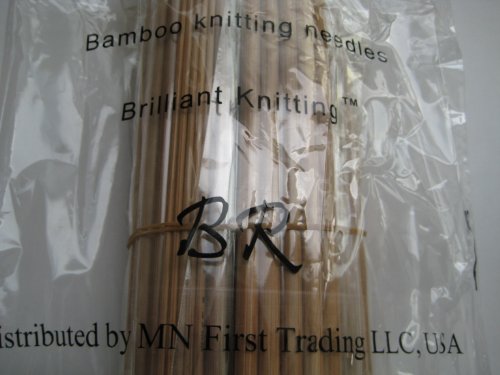 Bamboo knitting needles
Brilliant Knitting™
BR
istributed by MN First Trading LLC, USA